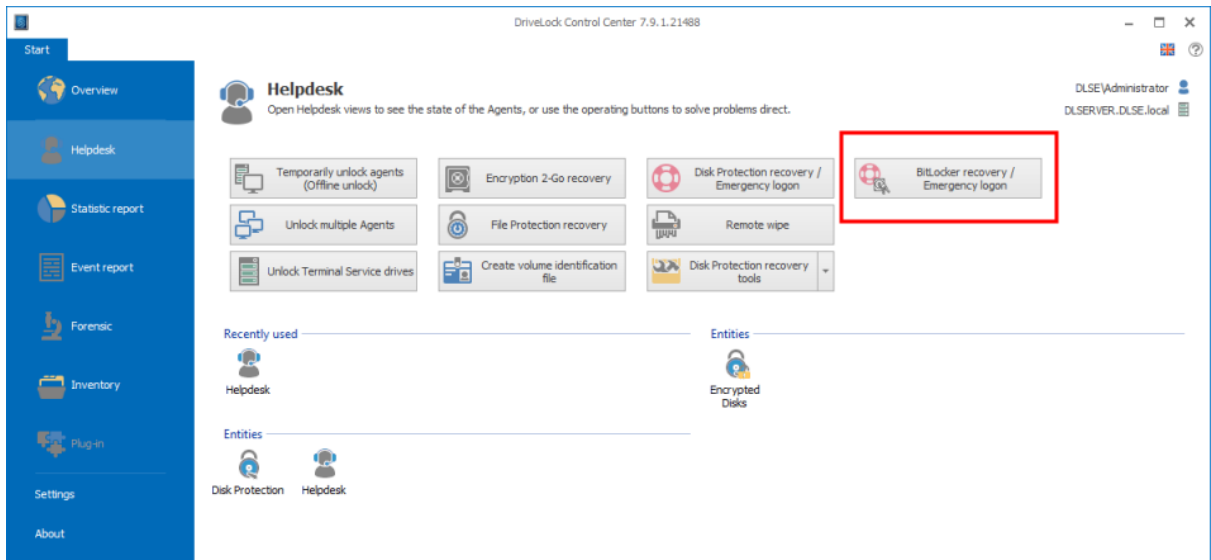 DriveLock Control Center 7.9.1.21488
Start
Overview
Helpdesk
Statistic report
Event report
Forensic
Inventory
Plug-in
Settings
About
Helpdesk
Open Helpdesk views to see the state of the Agents, or use the operating buttons to solve problems direct.
DLSE\Administrator
DLSERVER.DLSE.local
Temporarily unlock agents
(Offline unlock)
Encryption 2-Go recovery
Disk Protection recovery /
Emergency logon
BitLocker recovery /
Emergency logon
Unlock multiple Agents
File Protection recovery
Remote wipe
Unlock Terminal Service drives
Create volume identification
file
Disk Protection recovery
tools
Recently used
Helpdesk
Entities
Encrypted
Disks
Entities
Disk Protection
Helpdesk